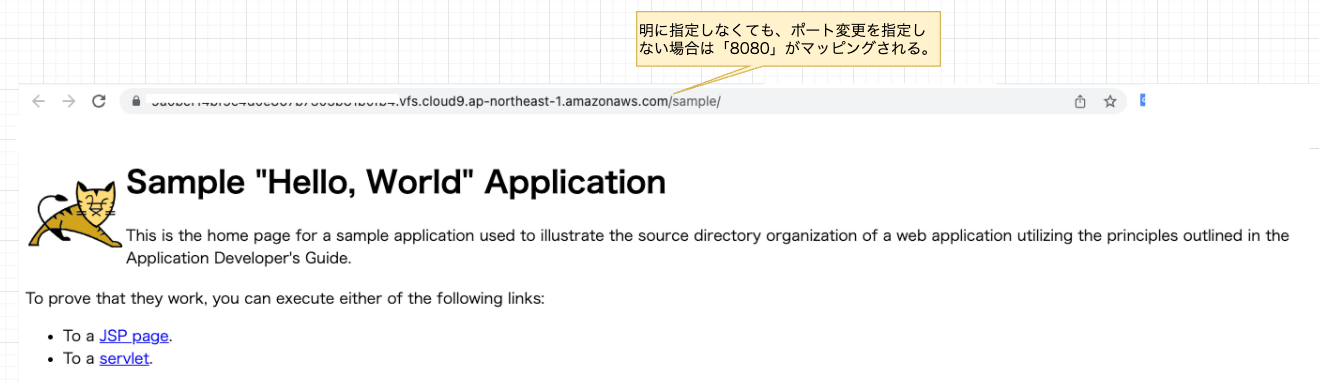 明に指定しなくても、ポート変更を指定し
ない場合は「8080」がマッピングされる。
.vfs.cloud9.ap-northeast-1.amazonaws.com/sample/
Sample "Hello, World" Application
This is the home page for a sample application used to illustrate the source directory organization of a web application utilizing the principles outlined in the
Application Developer's Guide.
To prove that they work, you can execute either of the following links:
• To a JSP page.
• To a servlet.